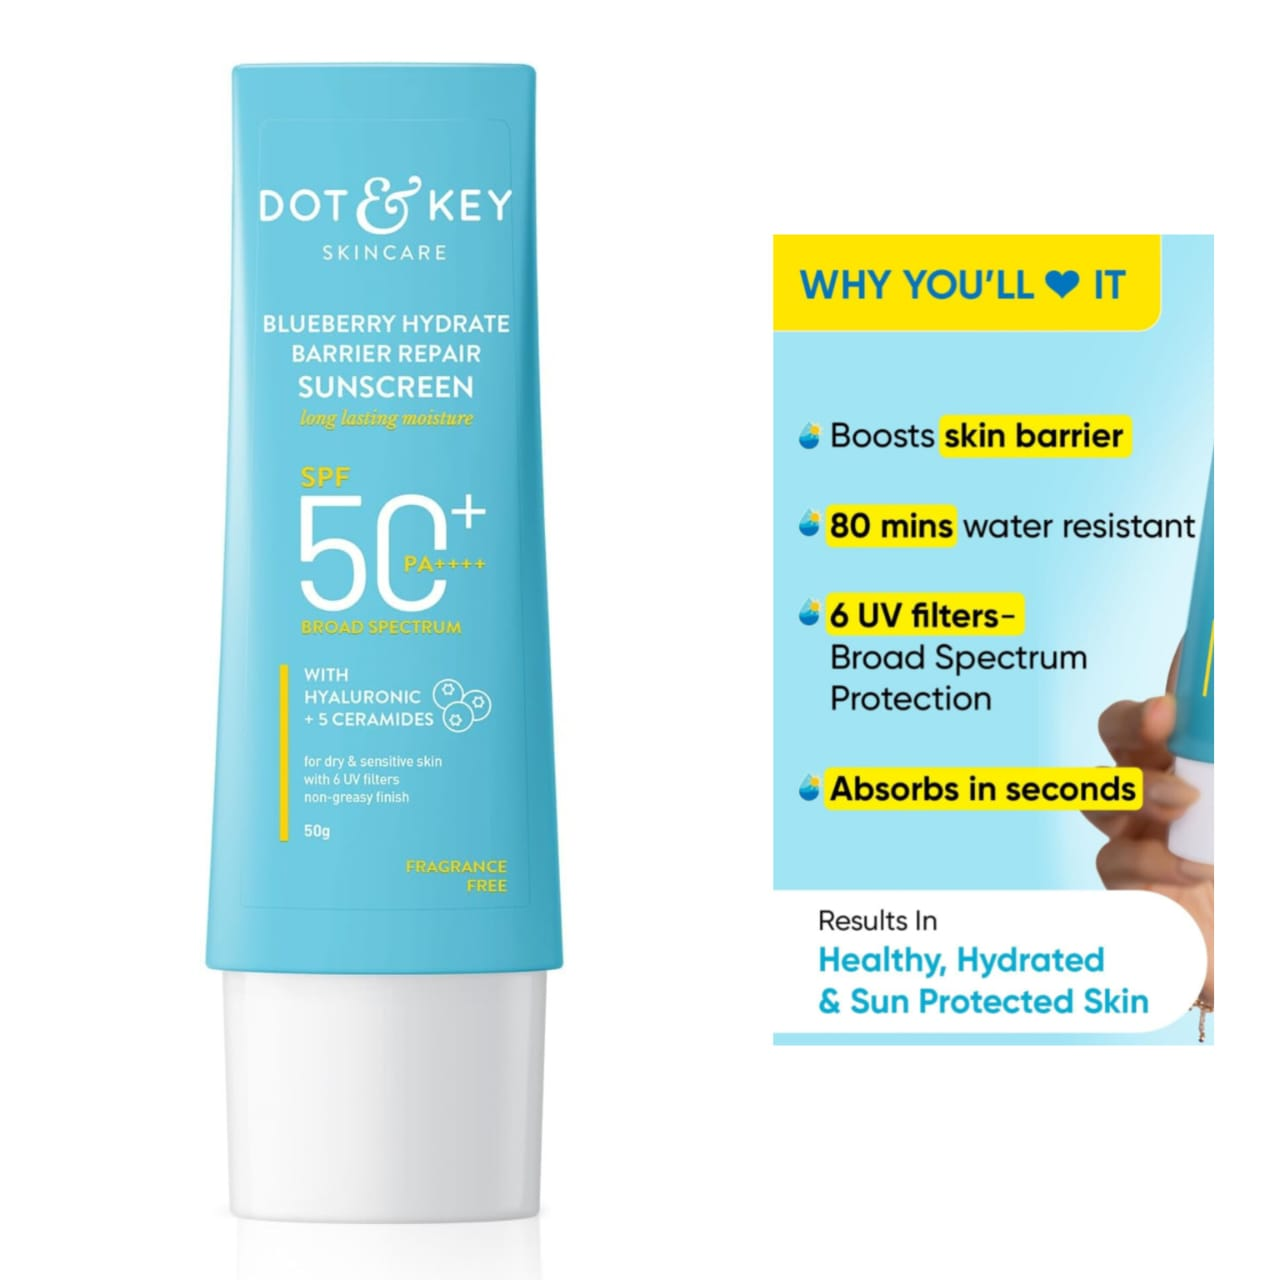 DOT & KEY
SKINCARE
BLUEBERRY HYDRATE
BARRIER REPAIR
SUNSCREEN
long lasting moisture
SPF
50+
PA++++
BROAD SPECTRUM
WITH
HYALURONIC
+ 5 CERAMIDES
for dry & sensitive skin
with 6 UV filters
non-greasy finish
50g
FRAGRANCE
FREE
WHY YOU'LL ♥ IT
Boosts skin barrier
80 mins water resistant
6 UV filters-
Broad Spectrum
Protection
Absorbs in seconds
Results In
Healthy, Hydrated
& Sun Protected Skin